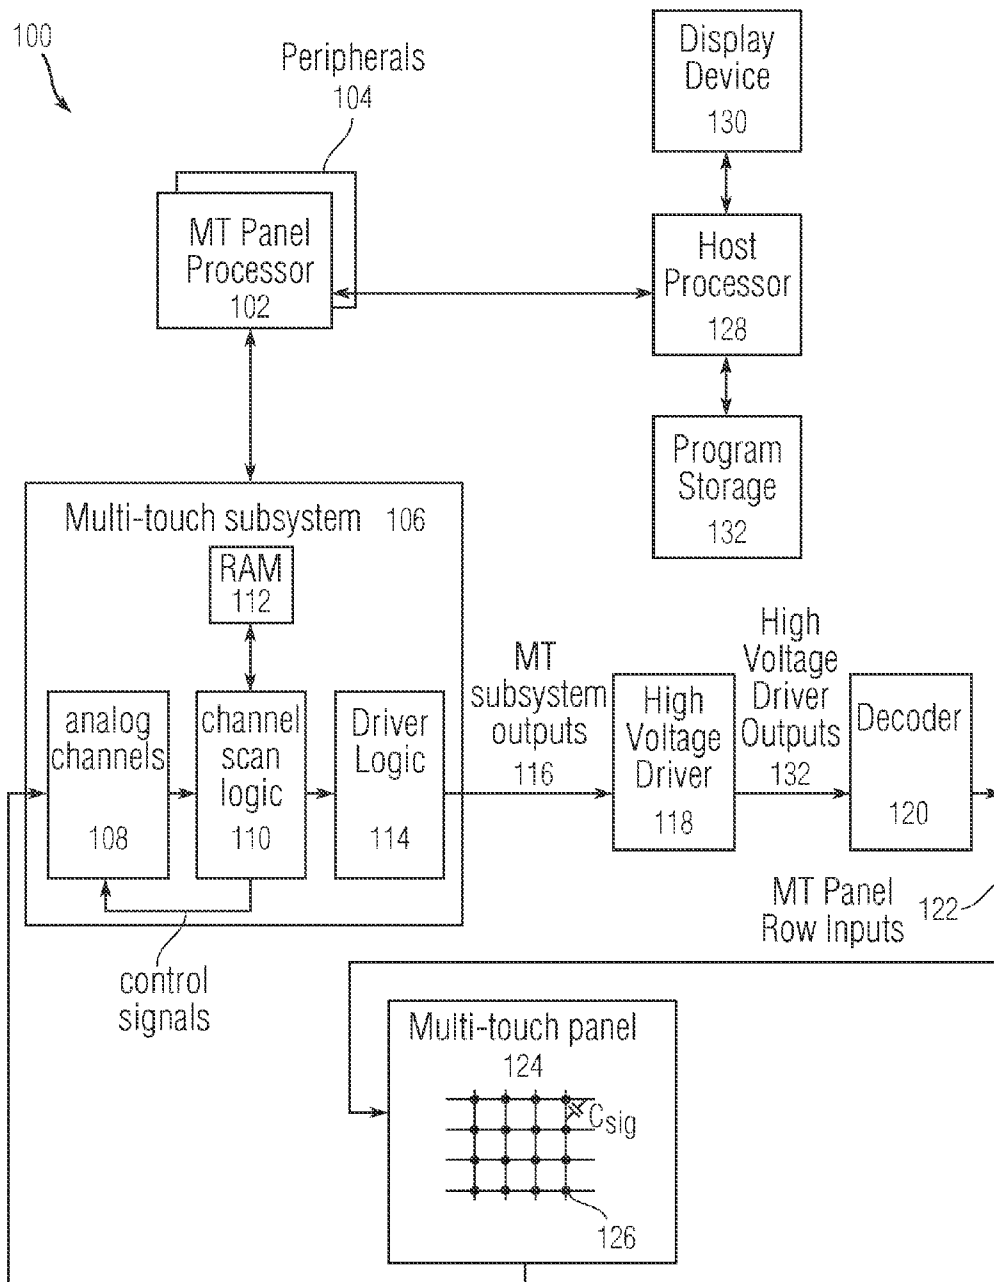 100
Peripherals
104
Display
Device
130
MT Panel
Processor
102
Host
Processor
128
Program
Storage
132
Multi-touch subsystem 106
RAM
112
analog
channels
108
channel
scan
logic
110
Driver
Logic
114
MT
subsystem
outputs
116
High
Voltage
Driver
118
High
Voltage
Driver
Outputs
132
Decoder
120
control
signals
MT Panel
Row Inputs
122
Multi-touch panel
124
Csig
126